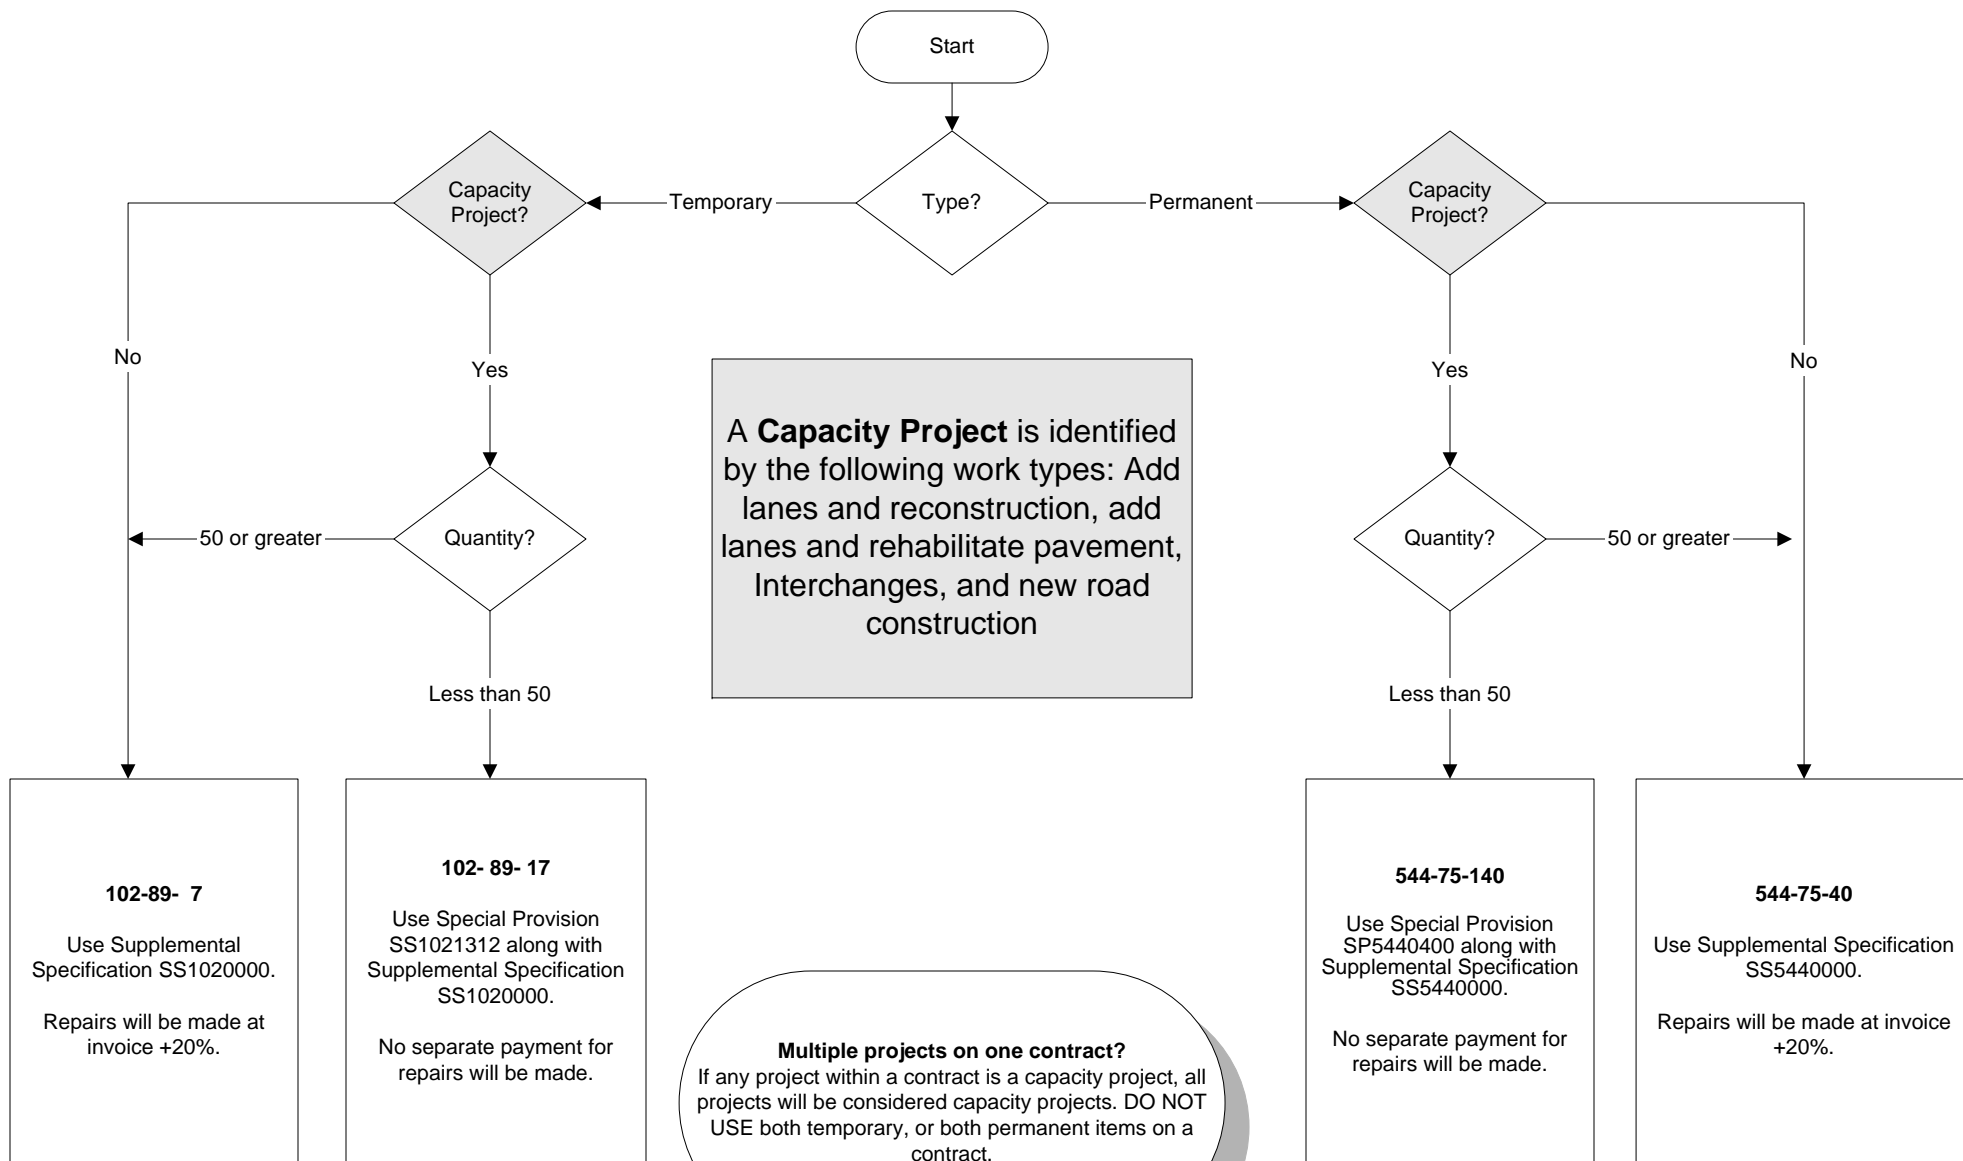 Start
Capacity
Project?
Temporary
Type?
Permanent
Capacity
Project?
No
Yes
Yes
No
A Capacity Project is identified
by the following work types: Add
lanes and reconstruction, add
lanes and rehabilitate pavement,
Interchanges, and new road
construction
50 or greater
Quantity?
Quantity?
50 or greater
Less than 50
Less than 50
102-89- 7
Use Supplemental
Specification SS1020000.
Repairs will be made at
invoice +20%.
102- 89- 17
Use Special Provision
SS1021312 along with
Supplemental Specification
SS1020000.
No separate payment for
repairs will be made.
Multiple projects on one contract?
If any project within a contract is a capacity project, all
projects will be considered capacity projects. DO NOT
USE both temporary, or both permanent items on a
contract.
544-75-140
Use Special Provision
SP5440400 along with
Supplemental Specification
SS5440000.
No separate payment for
repairs will be made.
544-75-40
Use Supplemental Specification
SS5440000.
Repairs will be made at invoice
+20%.